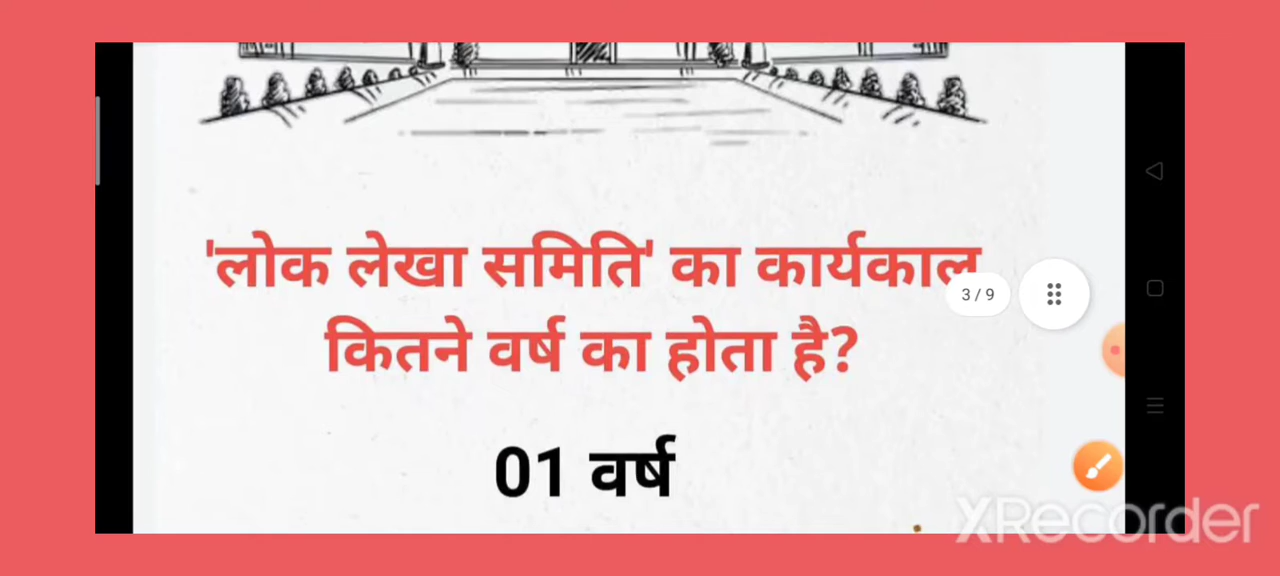 'लोक लेखा समिति' का कार्यकाल
3/9
कितने वर्ष का होता है?
01 वर्ष
XRecorder